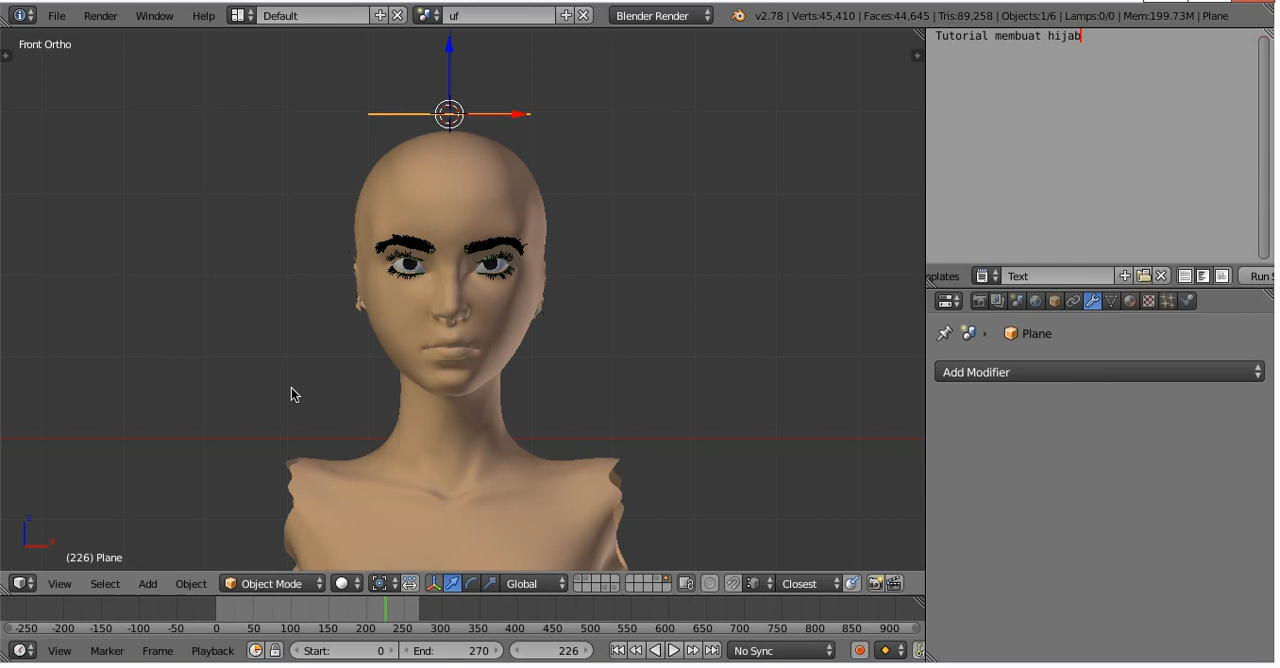 File Render Window Help Default uf Blender Render v2.78 | Verts:45,410 | Faces:44,645 | Tris:89,258 | Objects:1/6 | Lamps:0/0 | Mem:199.73M | Plane
Front Ortho
Tutorial membuat hijab
plates Text Run S
Plane
Add Modifier
z
x
(226) Plane
View Select Add Object Object Mode Global Closest
-250 -200 -150 -100 -50 0 50 100 150 200 250 300 350 400 450 500 550 600 650 700 750 800 850 900
View Marker Frame Playback Start: 0 End: 270 226 No Sync